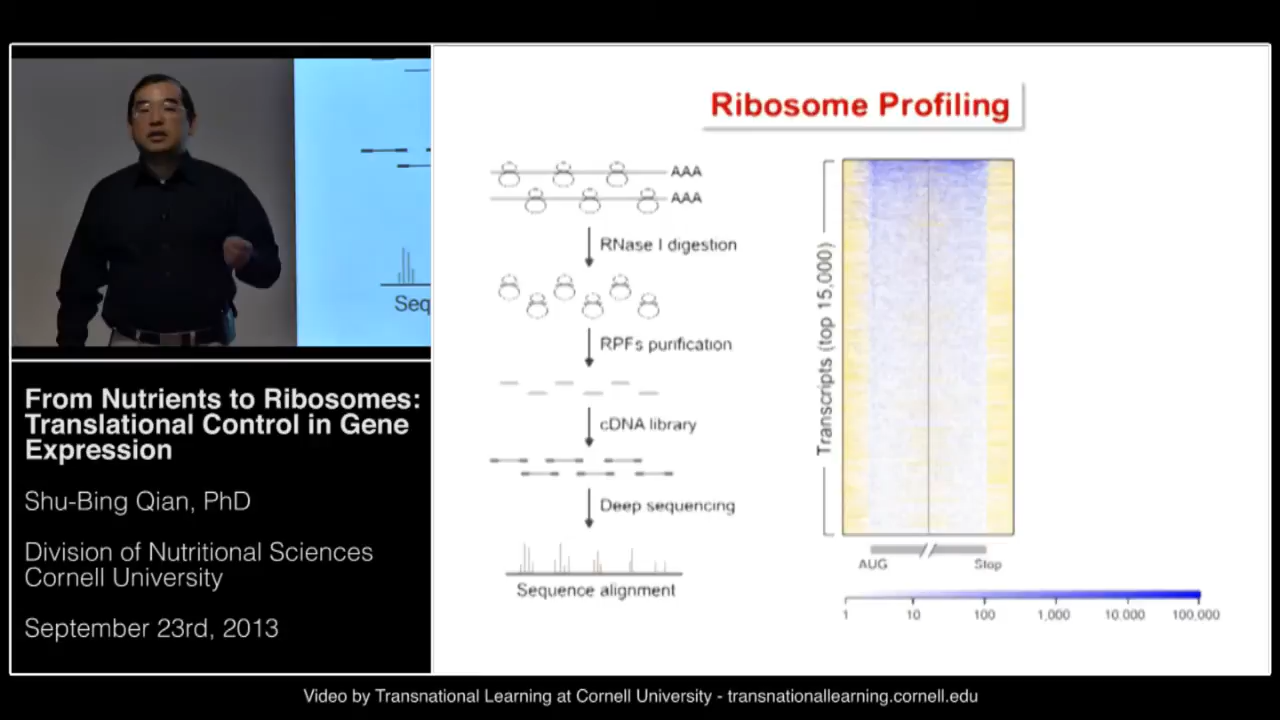 Ribosome Profiling
AAA
AAA
RNase I digestion
RPFs purification
cDNA library
Deep sequencing
Sequence alignment
Transcripts (top 15,000)
AUG
Stop
1
10
100
1,000
10.000
100,000
Seq
From Nutrients to Ribosomes:
Translational Control in Gene
Expression
Shu-Bing Qian, PhD
Division of Nutritional Sciences
Cornell University
September 23rd, 2013
Video by Transnational Learning at Cornell University - transnationallearning.cornell.edu